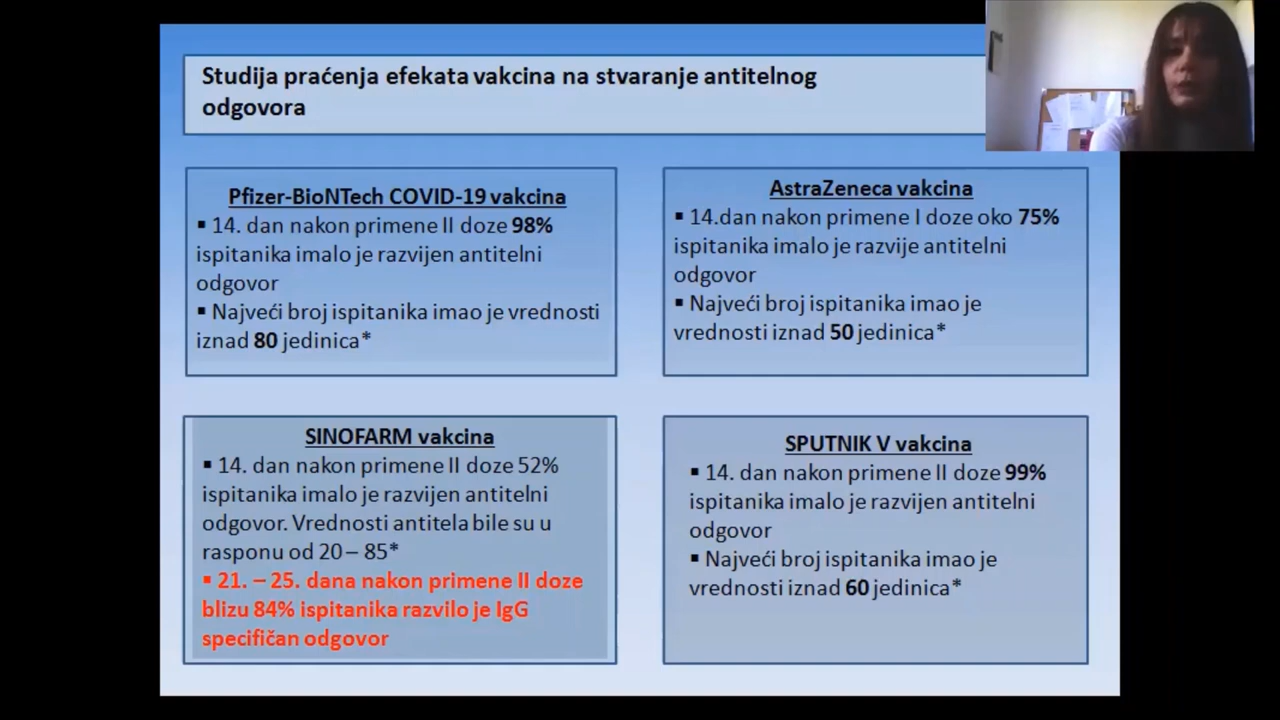 Studija praćenja efekata vakcina na stvaranje antitelnog
odgovora
Pfizer-BioNTech COVID-19 vakcina
▪ 14. dan nakon primene II doze 98%
ispitanika imalo je razvijen antitelni
odgovor
▪ Najveći broj ispitanika imao je vrednosti
iznad 80 jedinica*
AstraZeneca vakcina
▪ 14.dan nakon primene I doze oko 75%
ispitanika imalo je razvije antitelni
odgovor
▪ Najveći broj ispitanika imao je
vrednosti iznad 50 jedinica*
SINOFARM vakcina
▪ 14. dan nakon primene II doze 52%
ispitanika imalo je razvijen antitelni
odgovor. Vrednosti antitela bile su u
rasponu od 20 – 85*
▪ 21. – 25. dana nakon primene II doze
blizu 84% ispitanika razvilo je IgG
specifičan odgovor
SPUTNIK V vakcina
▪ 14. dan nakon primene II doze 99%
ispitanika imalo je razvijen antitelni
odgovor
▪ Najveći broj ispitanika imao je
vrednosti iznad 60 jedinica*